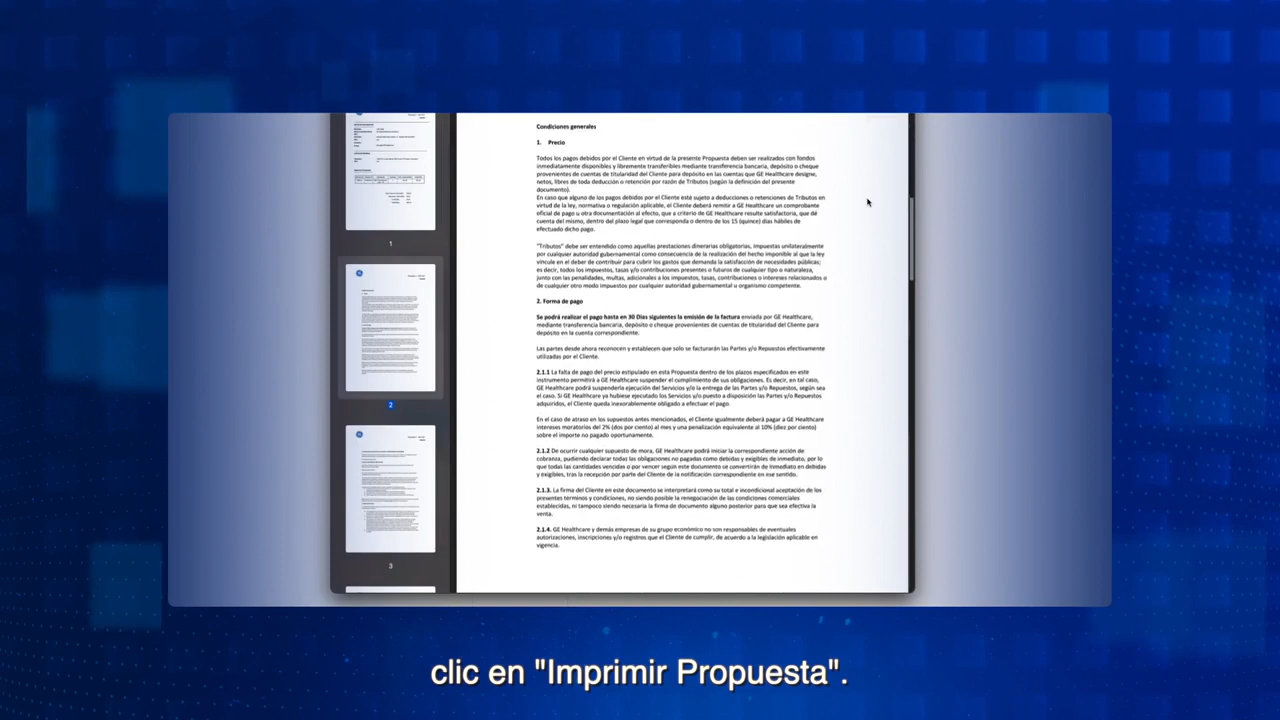 Condiciones generales
1. Precio
Todos los pagos debidos por el Cliente en virtud de la presente Propuesta deben ser realizados con fondos
inmediatamente disponibles y libremente transferibles mediante transferencia bancaria, depósito o cheque
provenientes de cuentas de titularidad del Cliente para depósito en las cuentas que GE Healthcare designe,
netos, libres de toda deducción o retención por razón de Tributos (según la definición del presente
documento).
En caso que alguno de los pagos debidos por el Cliente esté sujeto a deducciones o retenciones de Tributos en
virtud de la ley, normativa o regulación aplicable, el Cliente deberá remitir a GE Healthcare un comprobante
oficial de pago u otra documentación al efecto, que a criterio de GE Healthcare resulte satisfactoria, que dé
cuenta del mismo, dentro del plazo legal que corresponda o dentro de los 15 (quince) días hábiles de
efectuado dicho pago.
"Tributos" debe ser entendido como aquellas prestaciones dinerarias obligatorias, impuestas unilateralmente
por cualquier autoridad gubernamental como consecuencia de la realización del hecho imponible al que la ley
vincule en el deber de contribuir para cubrir los gastos que demanda la satisfacción de necesidades públicas;
es decir, todos los impuestos, tasas y/o contribuciones presentes o futuros de cualquier tipo o naturaleza,
junto con las penalidades, multas, adicionales a los impuestos, tasas, contribuciones o intereses relacionados o
de cualquier otro modo impuestos por cualquier autoridad gubernamental u organismo competente.
2. Forma de pago
Se podrá realizar el pago hasta en 30 Días siguientes la emisión de la factura enviada por GE Healthcare,
mediante transferencia bancaria, depósito o cheque provenientes de cuentas de titularidad del Cliente para
depósito en la cuenta correspondiente.
Las partes desde ahora reconocen y establecen que solo se facturarán las Partes y/o Repuestos efectivamente
utilizadas por el Cliente.
2.1.1 La falta de pago del precio estipulado en esta Propuesta dentro de los plazos especificados en este
instrumento permitirá a GE Healthcare suspender el cumplimiento de sus obligaciones. Es decir, en tal caso,
GE Healthcare podrá suspendería ejecución del Servicios y/o la entrega de las Partes y/o Repuestos, según sea
el caso. Si GE Healthcare ya hubiese ejecutado los Servicios y/o puesto a disposición las Partes y/o Repuestos
adquiridos, el Cliente queda inexorablemente obligado a efectuar el pago.
En el caso de atraso en los supuestos antes mencionados, el Cliente igualmente deberá pagar a GE Healthcare
intereses moratorios del 2% (dos por ciento) al mes y una penalización equivalente al 10% (diez por ciento)
sobre el importe no pagado oportunamente.
2.1.2 De ocurrir cualquier supuesto de mora, GE Healthcare podrá iniciar la correspondiente acción de
cobranza, pudiendo declarar todas las obligaciones no pagadas como debidas y exigibles de inmediato, por lo
que todas las cantidades vencidas o por vencer según este documento se convertirán de inmediato en debidas
y exigibles, tras la recepción por parte del Cliente de la notificación correspondiente en ese sentido.
2.1.3. La firma del Cliente en este documento se interpretará como su total e incondicional aceptación de los
presentes términos y condiciones, no siendo posible la renegociación de las condiciones comerciales
establecidas, ni tampoco siendo necesaria la firma de documento alguno posterior para que sea efectiva la
venta.
2.1.4. GE Healthcare y demás empresas de su grupo económico no son responsables de eventuales
autorizaciones, inscripciones y/o registros que el Cliente de cumplir, de acuerdo a la legislación aplicable en
vigencia.
1
2
3
clic en "Imprimir Propuesta".